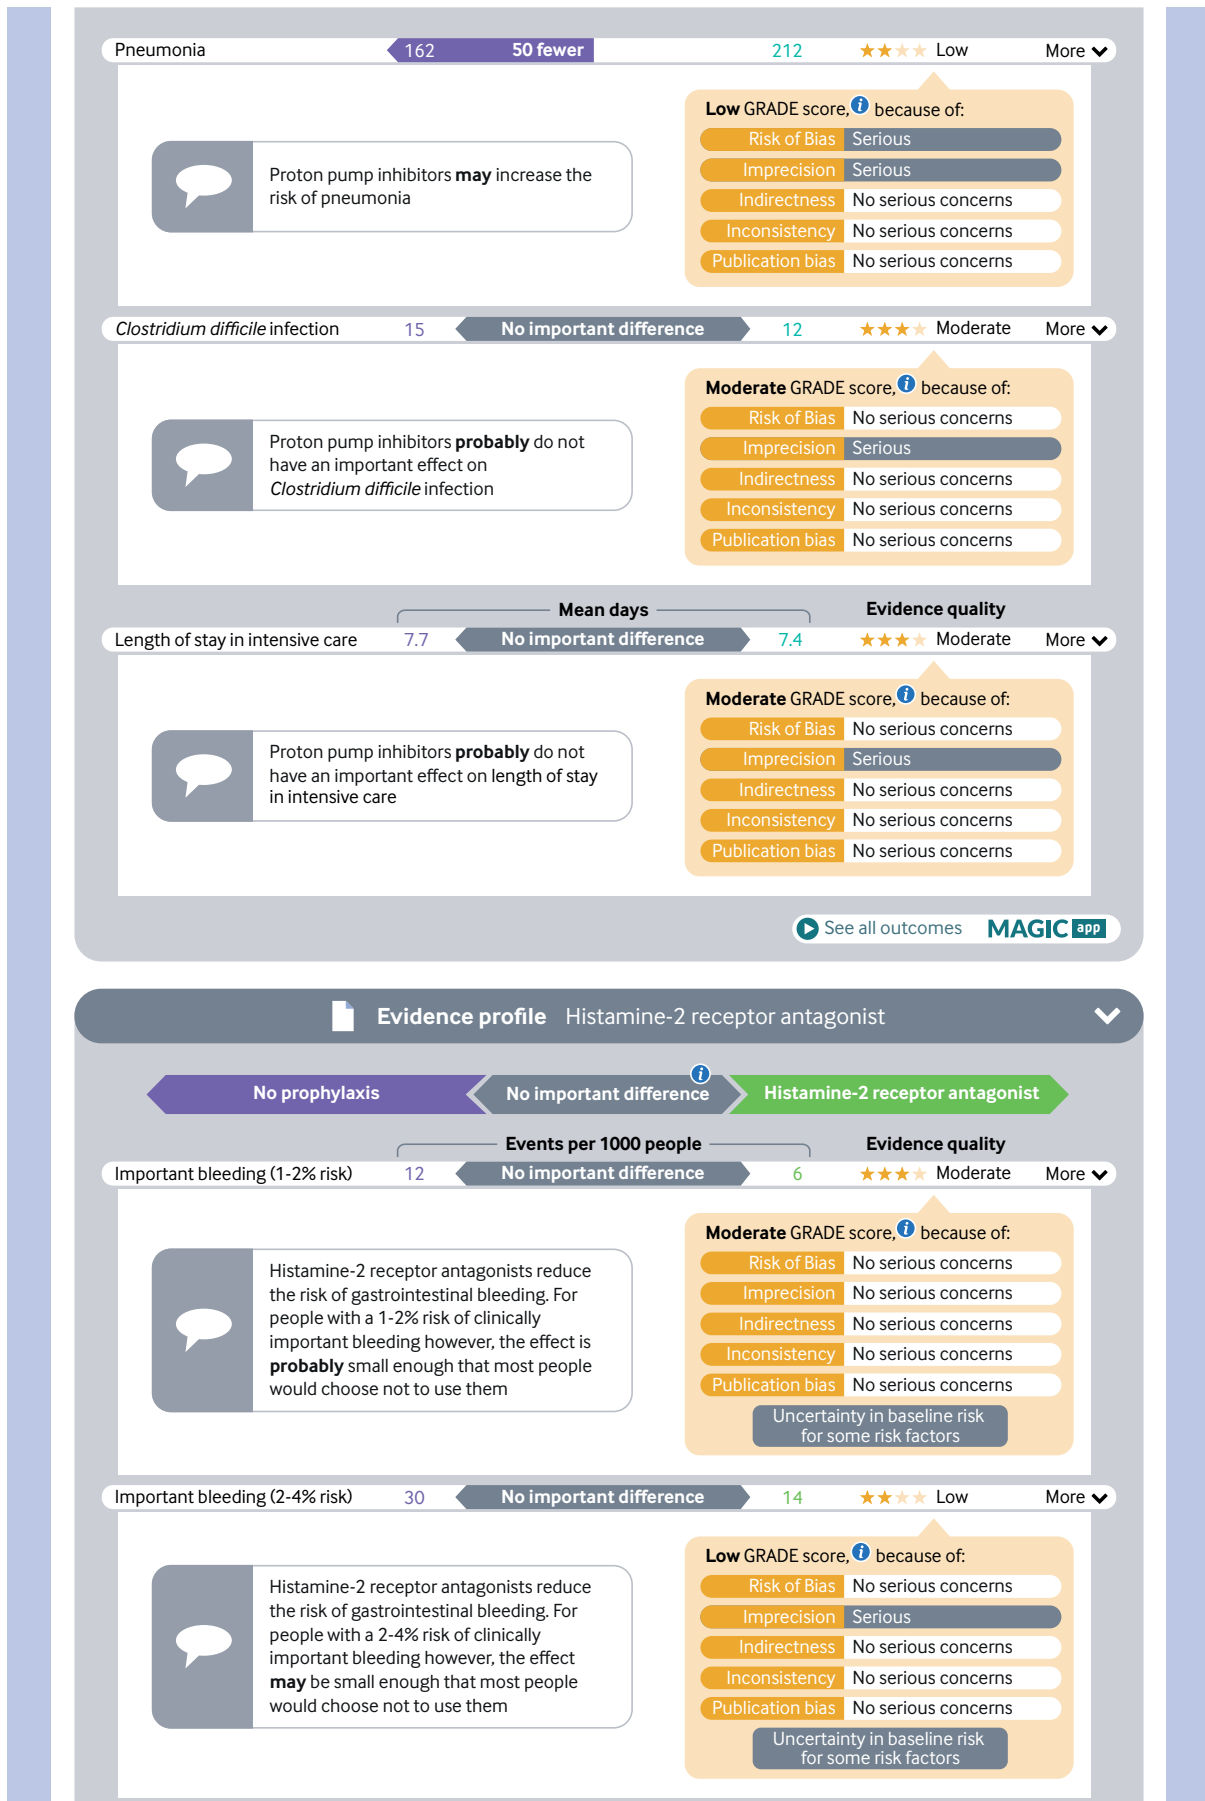 Pneumonia 162 50 fewer 212 Low More
Low GRADE score, i because of:
Risk of Bias Serious
Imprecision Serious
Indirectness No serious concerns
Inconsistency No serious concerns
Publication bias No serious concerns
Proton pump inhibitors may increase the
risk of pneumonia
Clostridium difficile infection 15 No important difference 12 Moderate More
Moderate GRADE score, i because of:
Risk of Bias No serious concerns
Imprecision Serious
Indirectness No serious concerns
Inconsistency No serious concerns
Publication bias No serious concerns
Proton pump inhibitors probably do not
have an important effect on
Clostridium difficile infection
Mean days Evidence quality
Length of stay in intensive care 7.7 No important difference 7.4 Moderate More
Moderate GRADE score, i because of:
Risk of Bias No serious concerns
Imprecision Serious
Indirectness No serious concerns
Inconsistency No serious concerns
Publication bias No serious concerns
Proton pump inhibitors probably do not
have an important effect on length of stay
in intensive care
See all outcomes MAGIC app
Evidence profile Histamine-2 receptor antagonist
No prophylaxis No important difference i Histamine-2 receptor antagonist
Events per 1000 people Evidence quality
Important bleeding (1-2% risk) 12 No important difference 6 Moderate More
Moderate GRADE score, i because of:
Risk of Bias No serious concerns
Imprecision No serious concerns
Indirectness No serious concerns
Inconsistency No serious concerns
Publication bias No serious concerns
Uncertainty in baseline risk
for some risk factors
Histamine-2 receptor antagonists reduce
the risk of gastrointestinal bleeding. For
people with a 1-2% risk of clinically
important bleeding however, the effect is
probably small enough that most people
would choose not to use them
Important bleeding (2-4% risk) 30 No important difference 14 Low More
Low GRADE score, i because of:
Risk of Bias No serious concerns
Imprecision Serious
Indirectness No serious concerns
Inconsistency No serious concerns
Publication bias No serious concerns
Uncertainty in baseline risk
for some risk factors
Histamine-2 receptor antagonists reduce
the risk of gastrointestinal bleeding. For
people with a 2-4% risk of clinically
important bleeding however, the effect
may be small enough that most people
would choose not to use them